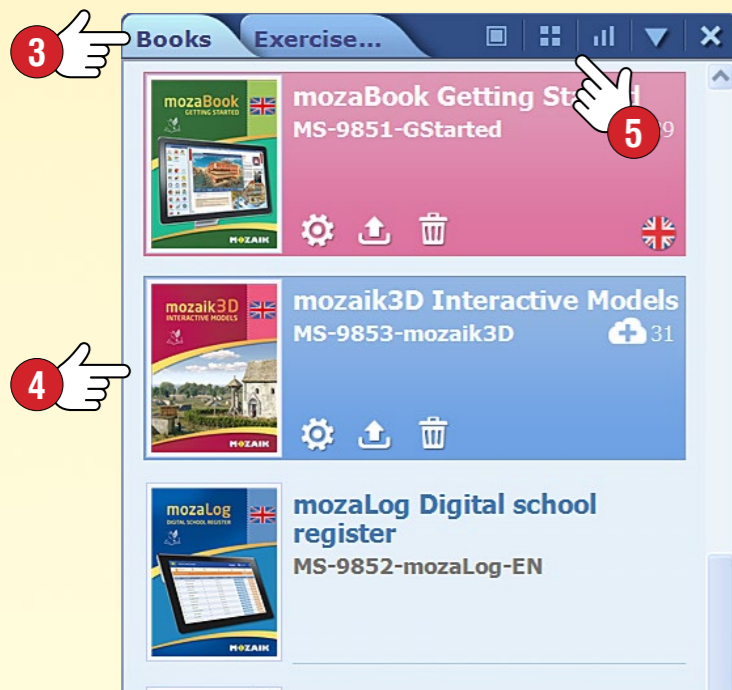 3
Books Exercise...
mozaBook
GETTING STARTED
MOZAIK
mozaBook Getting
MS-9851-GStarted
5
9
4
mozaik3D
INTERACTIVE MODELS
MOZAIK
mozaik3D Interactive Models
MS-9853-mozaik3D 31
mozaLog
DIGITAL SCHOOL REGISTER
MOZAIK
mozaLog Digital school
register
MS-9852-mozaLog-EN